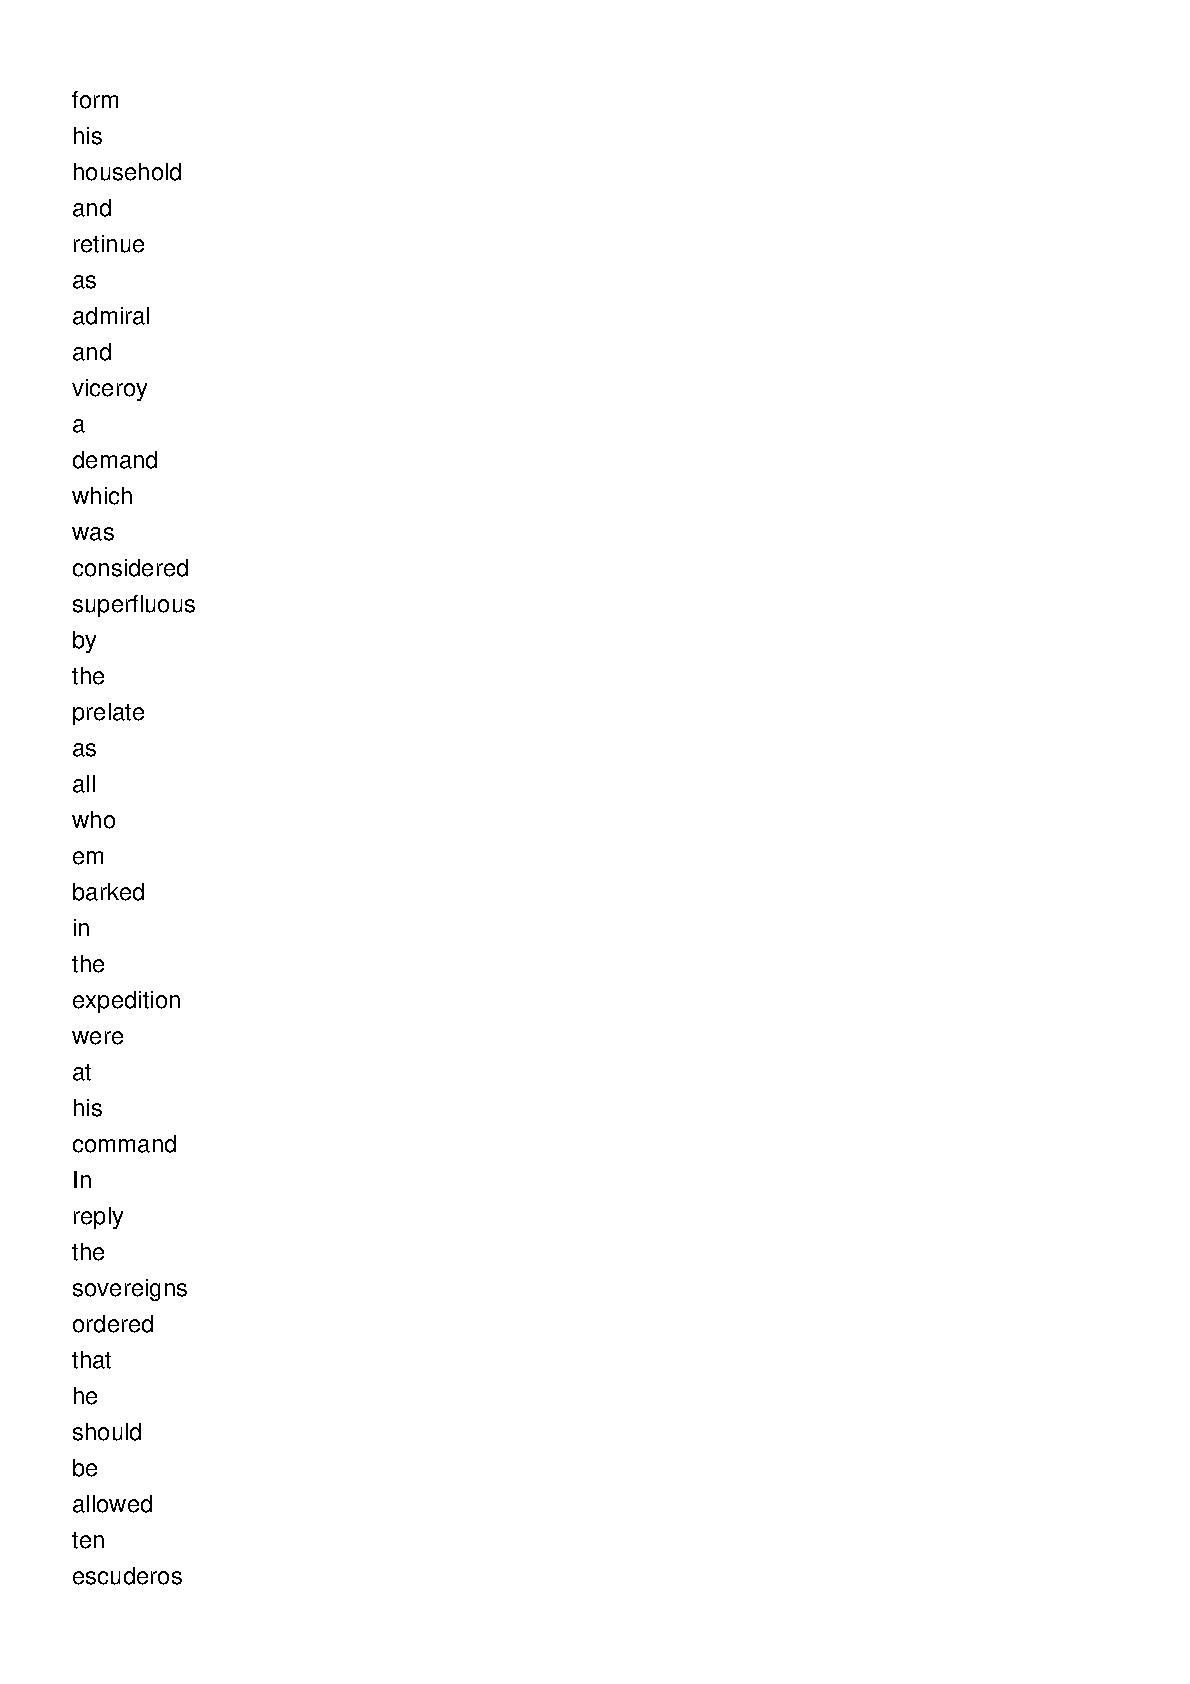 form
his
household
and
retinue
as
admiral
and
viceroy
a
demand
which
was
considered
superfluous
by
the
prelate
as
all
who
em
barked
in
the
expedition
were
at
his
command
In
reply
the
sovereigns
ordered
that
he
should
be
allowed
ten
escuderos